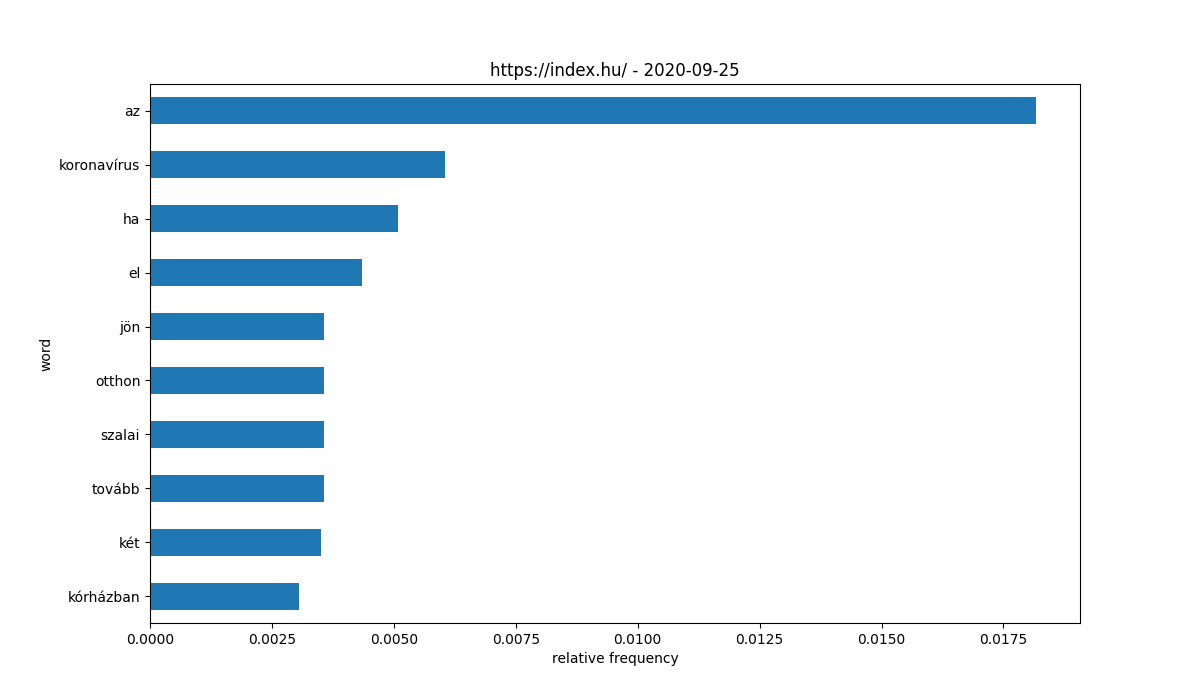 https://index.hu/ - 2020-09-25
az
koronavírus
ha
el
jön
otthon
szalai
tovább
két
kórházban
word
0.0000 0.0025 0.0050 0.0075 0.0100 0.0125 0.0150 0.0175
relative frequency